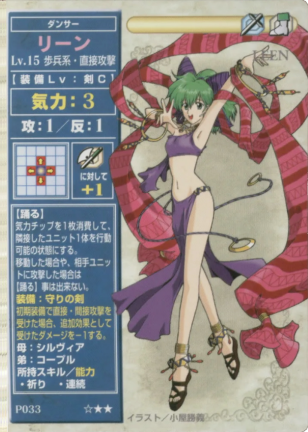 ダンサー
リーン
Lv.15 歩兵系・直接攻撃
【装備Lv：剣C】
気力：3
攻：1／反：1
に対して
＋1
LEEN
【踊る】
気力チップを1枚消費して、
隣接したユニット1体を行動
可能の状態にする。
移動した場合や、相手ユニッ
トに攻撃した場合は
【踊る】事は出来ない。
装備：守りの剣
初期装備で直接・間接攻撃を
受けた場合、追加効果として
受けたダメージを－1する。
母：シルヴィア
弟：コープル
所持スキル／能力
・祈り ・連続
P033 ☆★★
イラスト／小屋勝義